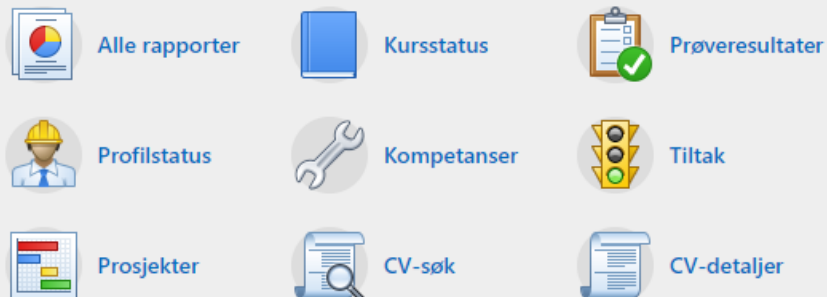 Alle rapporter
Kursstatus
Prøveresultater
Profilstatus
Kompetanser
Tiltak
Prosjekter
CV-søk
CV-detaljer